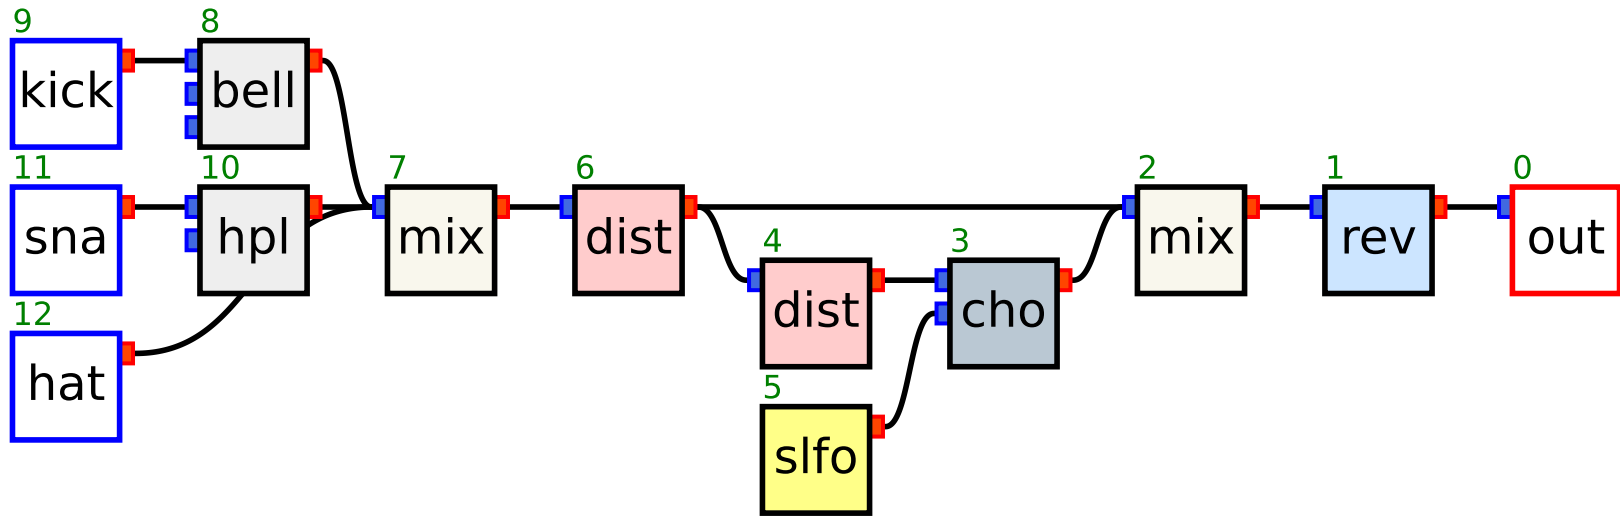 9
kick
8
bell
11
sna
10
hpl
12
hat
7
mix
6
dist
4
dist
5
slfo
3
cho
2
mix
1
rev
0
out